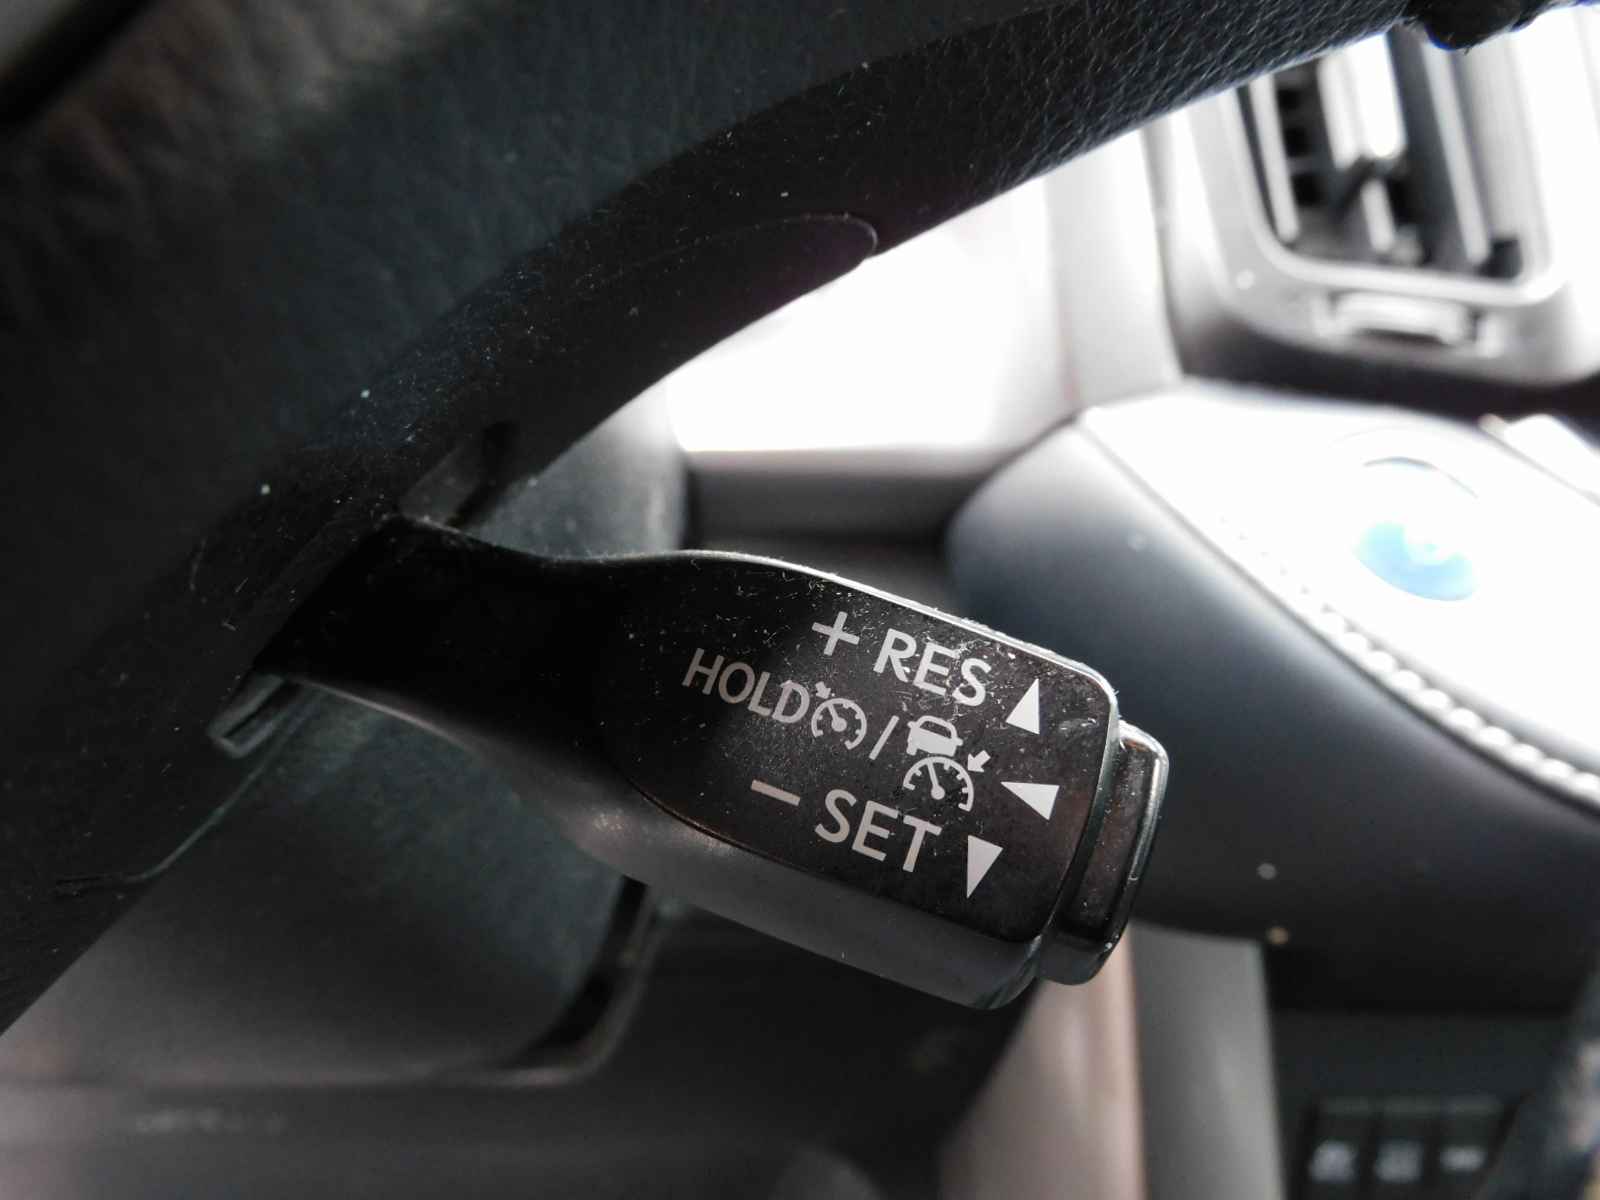 + RES
HOLD /
− SET